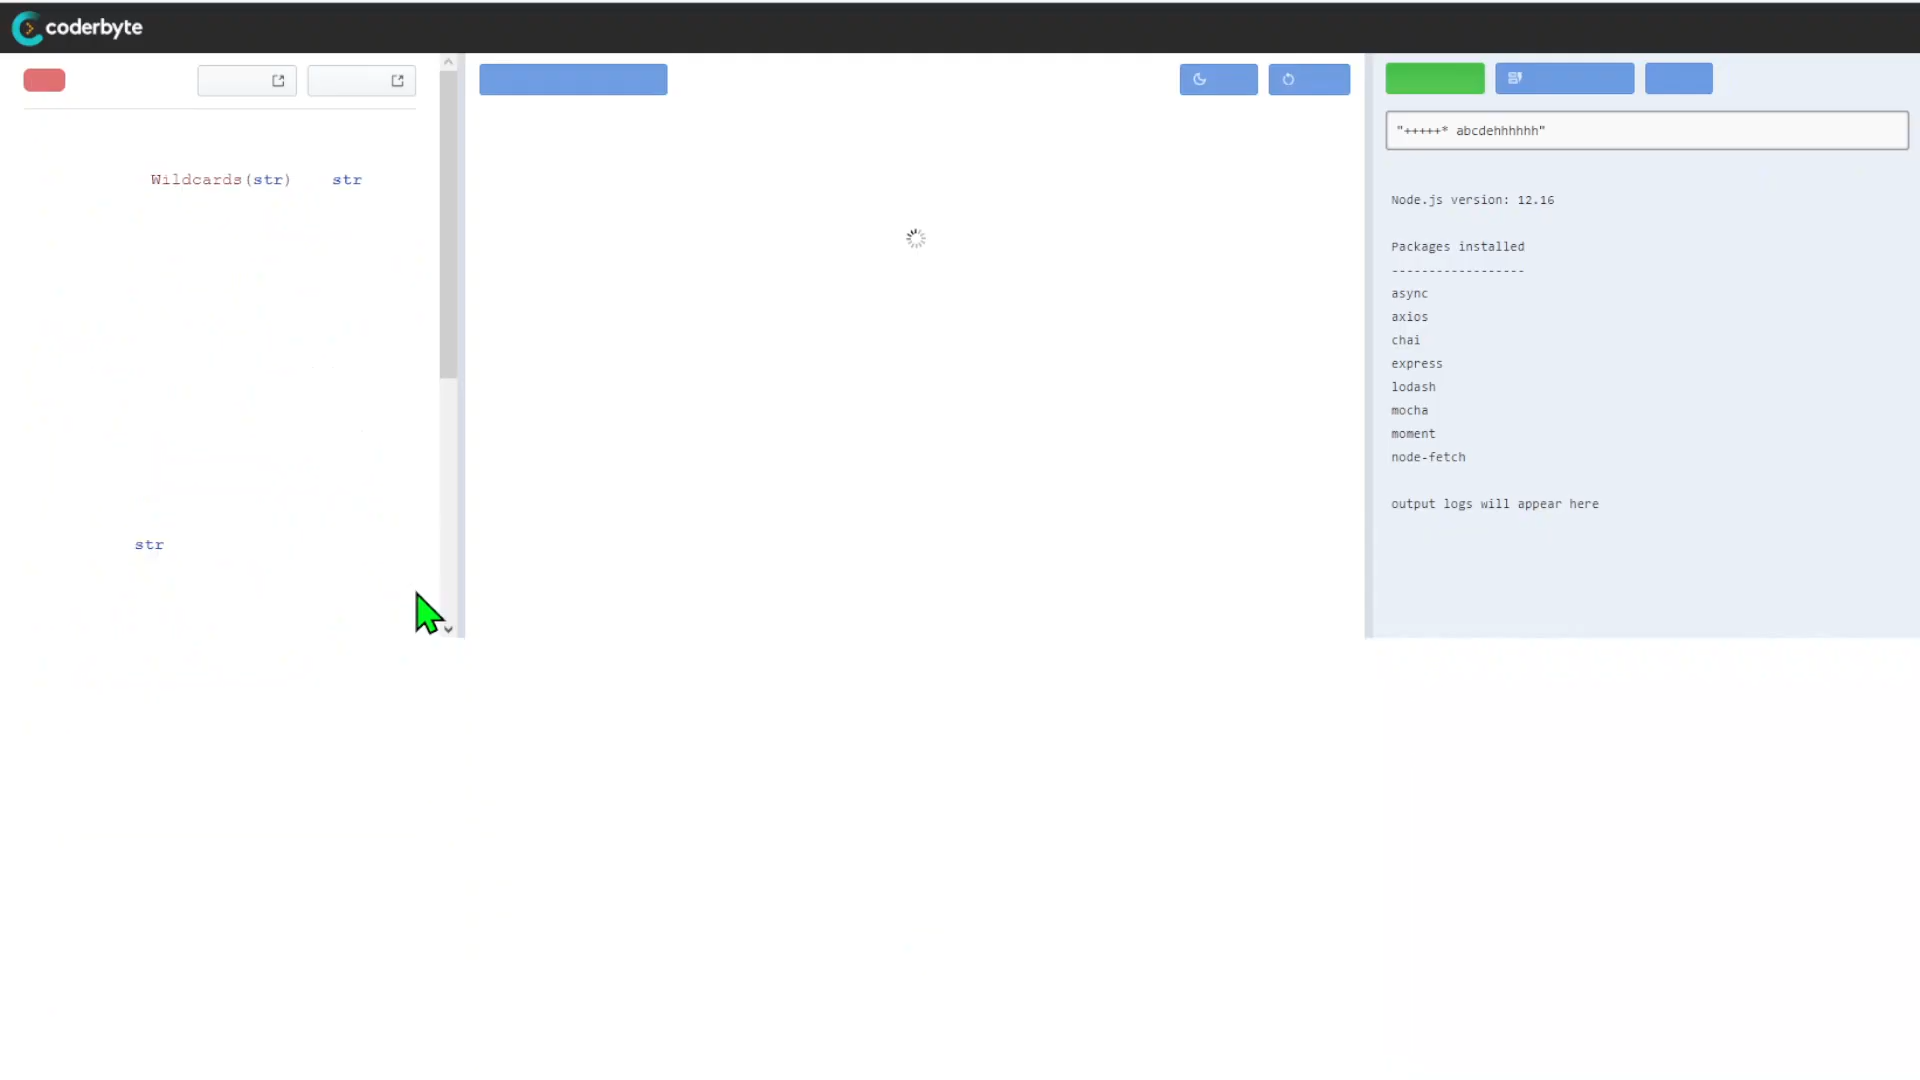 coderbyte
Wildcards(str) str
str
"+++++* abcdehhhhhh"
Node.js version: 12.16
Packages installed
------------------
async
axios
chai
express
lodash
mocha
moment
node-fetch
output logs will appear here